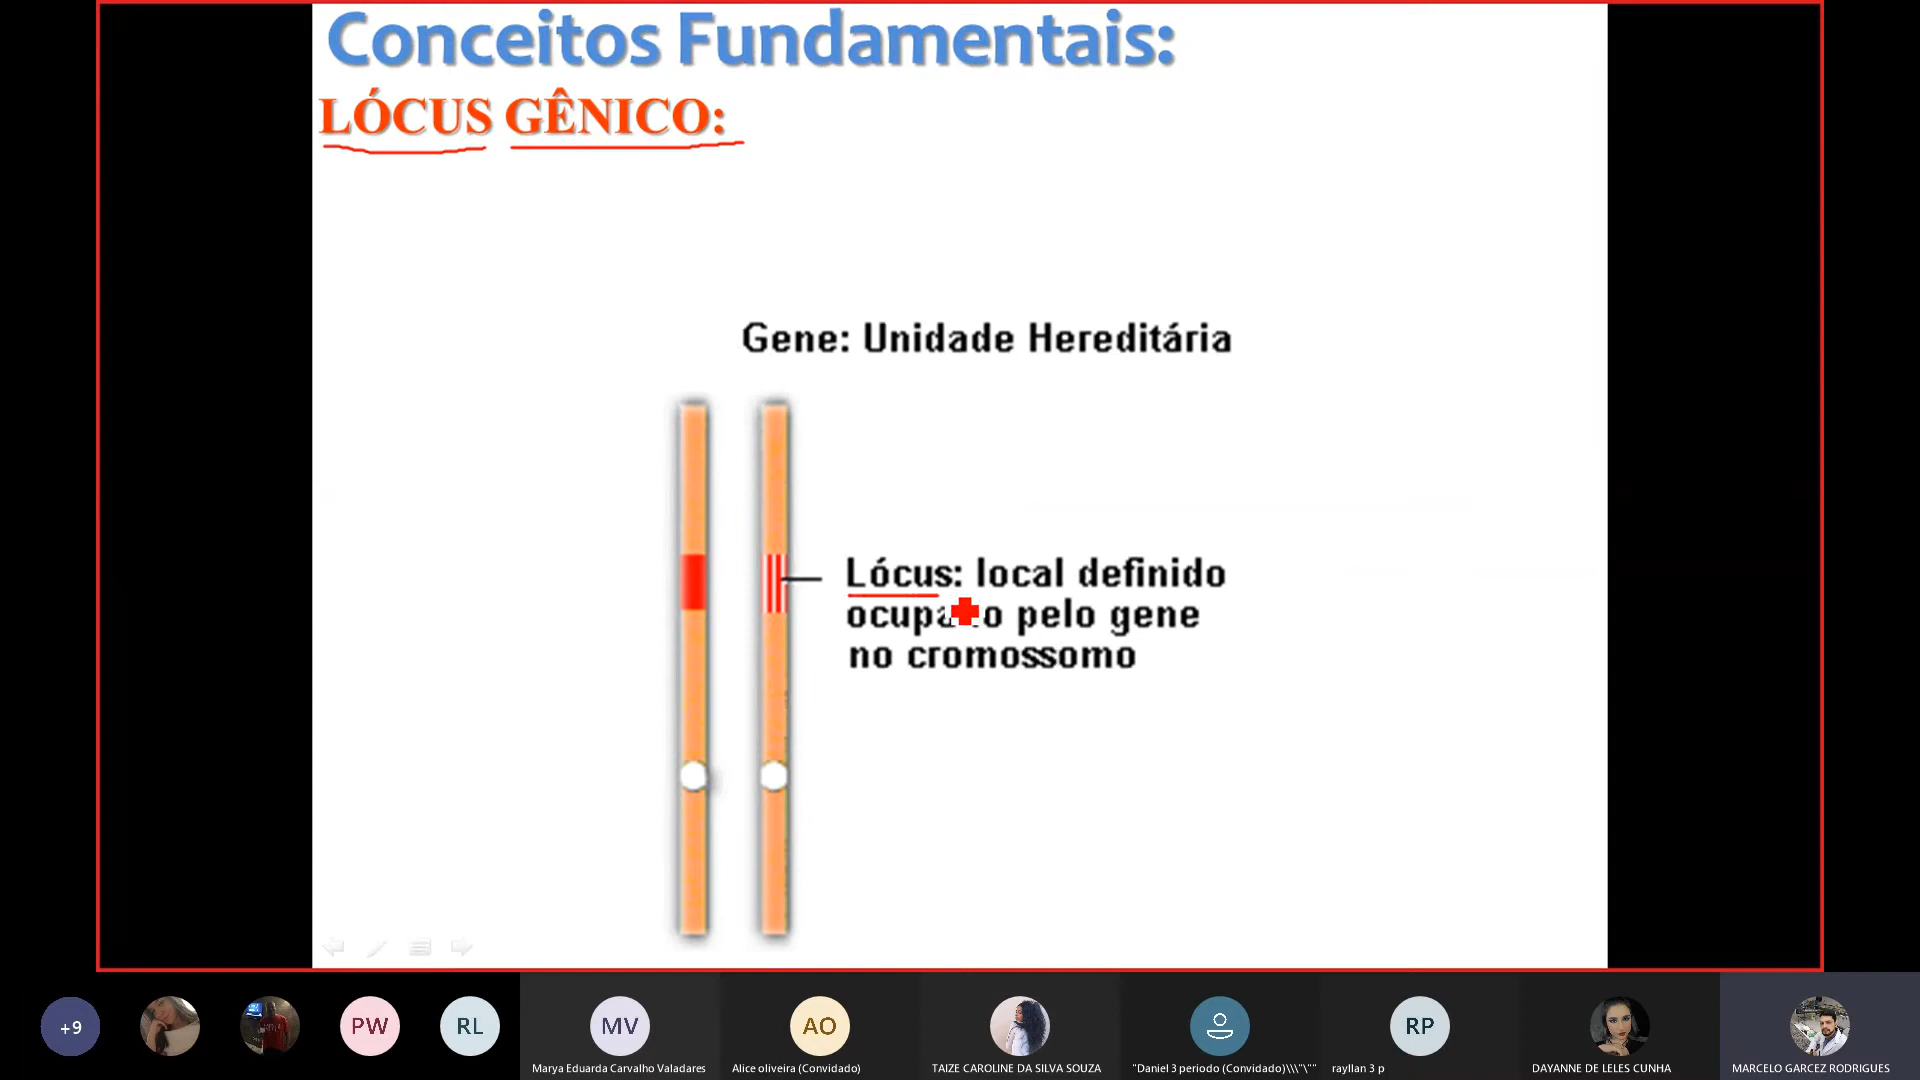 Conceitos Fundamentais:
LÓCUS GÊNICO:
Gene: Unidade Hereditária
Lócus: local definido
ocupado pelo gene
no cromossomo
+9
PW
RL
MV
AO
RP
Marya Eduarda Carvalho Valadares
Alice oliveira (Convidado)
TAIZE CAROLINE DA SILVA SOUZA
"Daniel 3 periodo (Convidado)\\\"\""
rayllan 3 p
DAYANNE DE LELES CUNHA
MARCELO GARCEZ RODRIGUES